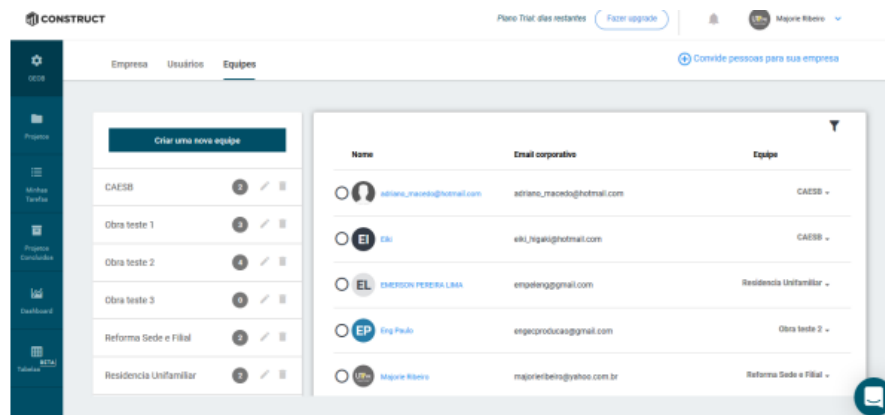 CONSTRUCT
Plano Trial: dias restantes
Fazer upgrade
Majorie Ribeiro
GEOB
Empresa Usuários Equipes
Convide pessoas para sua empresa
Projetos
Minhas
Tarefas
Projetos
Concluídos
Dashboard
BETA!
Tabelas
Criar uma nova equipe
CAESB 2
Obra teste 1 3
Obra teste 2 4
Obra teste 3 0
Reforma Sede e Filial 2
Residencia Unifamiliar 2
Nome Email corporativo Equipe
adriano_macedo@hotmail.com adriano_macedo@hotmail.com CAESB
EI Eiki eiki_higaki@hotmail.com CAESB
EL EMERSON PEREIRA LIMA empeleng@gmail.com Residencia Unifamiliar
EP Eng Paulo engecproducao@gmail.com Obra teste 2
Majorie Ribeiro majorieribeiro@yahoo.com.br Reforma Sede e Filial